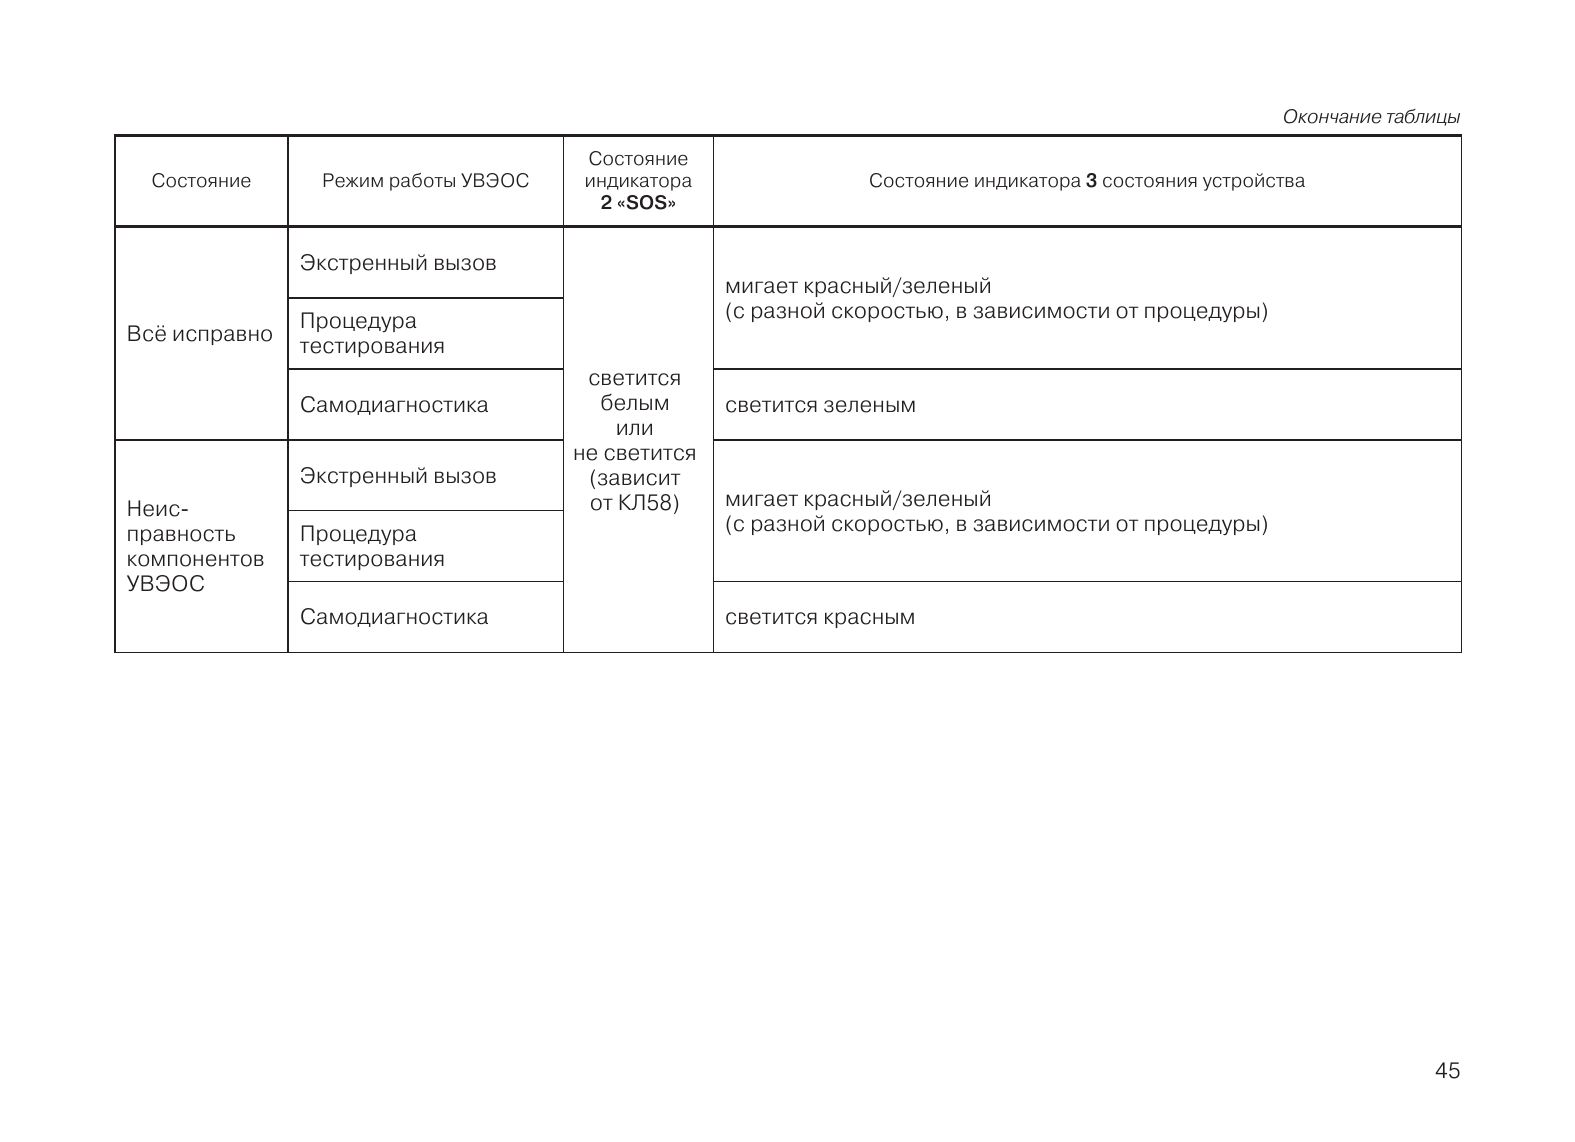 Окончание таблицы
Состояние
Режим работы УВЭОС
Состояние
индикатора
2 «SOS»
Состояние индикатора 3 состояния устройства
Всё исправно
Экстренный вызов
Процедура
тестирования
Самодиагностика
светится
белым
или
не светится
(зависит
от КЛ58)
мигает красный/зеленый
(с разной скоростью, в зависимости от процедуры)
светится зеленым
Неис-
правность
компонентов
УВЭОС
Экстренный вызов
Процедура
тестирования
Самодиагностика
мигает красный/зеленый
(с разной скоростью, в зависимости от процедуры)
светится красным
45